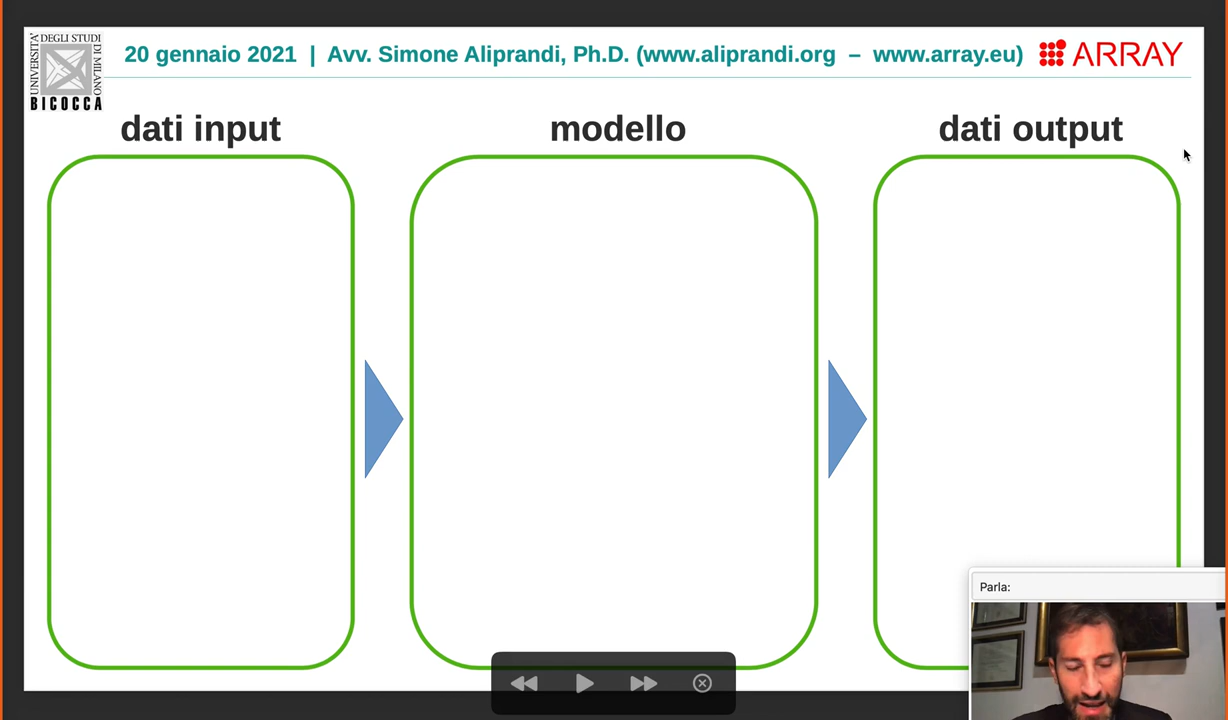 UNIVERSITA' DEGLI STUDI DI MILANO
BICOCCA
20 gennaio 2021 | Avv. Simone Aliprandi, Ph.D. (www.aliprandi.org – www.array.eu)
ARRAY
dati input
modello
dati output
Parla: